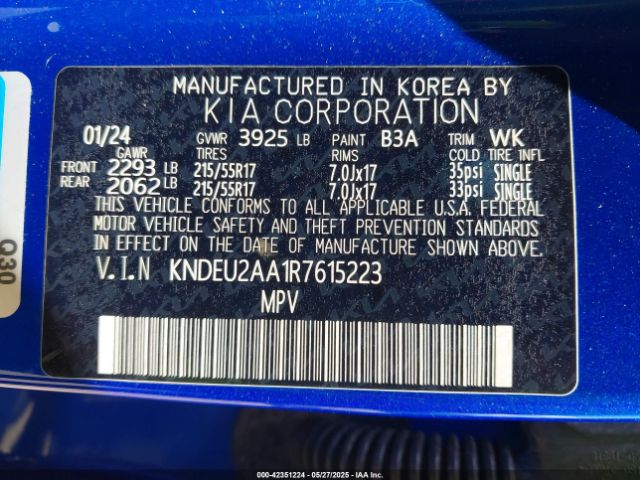 MANUFACTURED IN KOREA BY
KIA CORPORATION
01/24 GVWR 3925 LB PAINT B3A TRIM WK
GAWR TIRES RIMS COLD TIRE INFL
FRONT 2293 LB 215/55R17 7.0Jx17 35psi SINGLE
REAR 2062 LB 215/55R17 7.0Jx17 33psi SINGLE
THIS VEHICLE CONFORMS TO ALL APPLICABLE U.S.A. FEDERAL
MOTOR VEHICLE SAFETY AND THEFT PREVENTION STANDARDS
IN EFFECT ON THE DATE OF MANUFACTURE SHOWN ABOVE.
V.I.N KNDEU2AA1R7615223
MPV
Q30
000-42351224 - 05/27/2025 - IAA Inc.